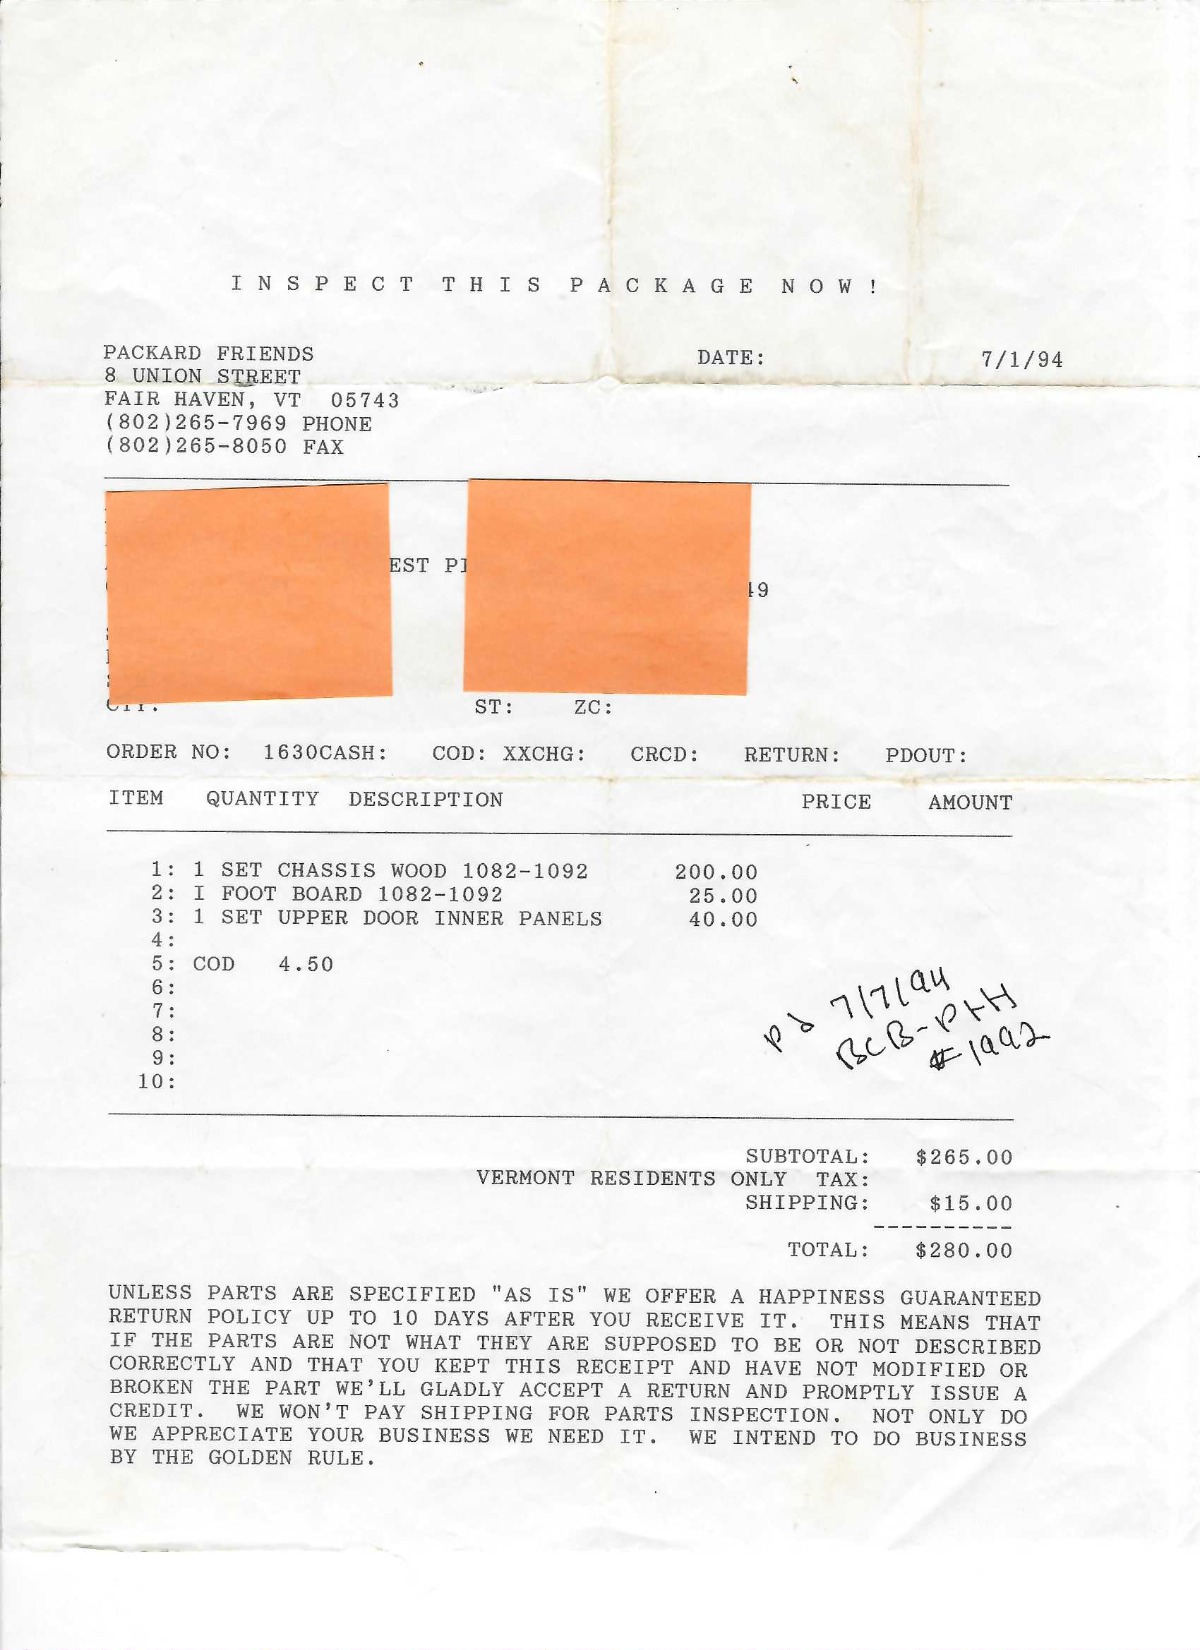 INSPECT THIS PACKAGE NOW!
PACKARD FRIENDS DATE: 7/1/94
8 UNION STREET
FAIR HAVEN, VT 05743
(802)265-7969 PHONE
(802)265-8050 FAX
EST
49
ST: ZC:
ORDER NO: 1630CASH: COD: XXCHG: CRCD: RETURN: PDOUT:
ITEM QUANTITY DESCRIPTION PRICE AMOUNT
1: 1 SET CHASSIS WOOD 1082-1092 200.00
2: I FOOT BOARD 1082-1092 25.00
3: 1 SET UPPER DOOR INNER PANELS 40.00
4:
5: COD 4.50
6:
7:
8:
9:
10:
Pd 7/7/94
BCB-PHH
#1992
SUBTOTAL: $265.00
VERMONT RESIDENTS ONLY TAX:
SHIPPING: $15.00
----------
TOTAL: $280.00
UNLESS PARTS ARE SPECIFIED "AS IS" WE OFFER A HAPPINESS GUARANTEED
RETURN POLICY UP TO 10 DAYS AFTER YOU RECEIVE IT. THIS MEANS THAT
IF THE PARTS ARE NOT WHAT THEY ARE SUPPOSED TO BE OR NOT DESCRIBED
CORRECTLY AND THAT YOU KEPT THIS RECEIPT AND HAVE NOT MODIFIED OR
BROKEN THE PART WE'LL GLADLY ACCEPT A RETURN AND PROMPTLY ISSUE A
CREDIT. WE WON'T PAY SHIPPING FOR PARTS INSPECTION. NOT ONLY DO
WE APPRECIATE YOUR BUSINESS WE NEED IT. WE INTEND TO DO BUSINESS
BY THE GOLDEN RULE.